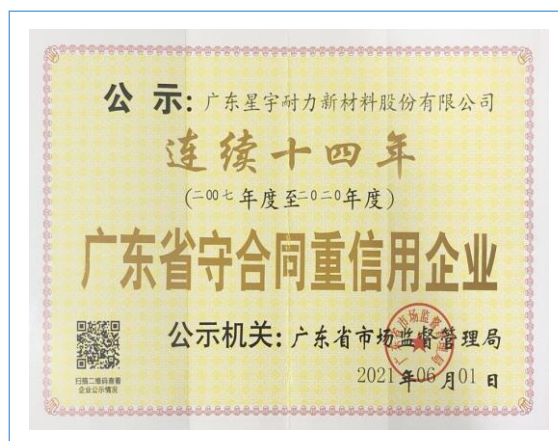 公示：广东星宇耐力新材料股份有限公司
连续十四年
(二00七年度至二0二0年度)
广东省守合同重信用企业
公示机关：广东省市场监督管理局
2021年06月01日
扫描二维码查看
企业公示情况